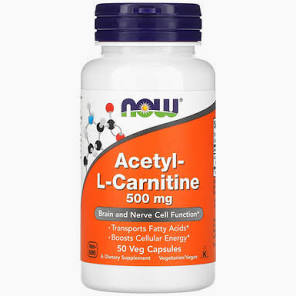 NOW
Acetyl-
L-Carnitine
500 mg
Brain and Nerve Cell Function*
• Transports Fatty Acids*
• Boosts Cellular Energy*
50 Veg Capsules
A Dietary Supplement Vegetarian/Vegan
K